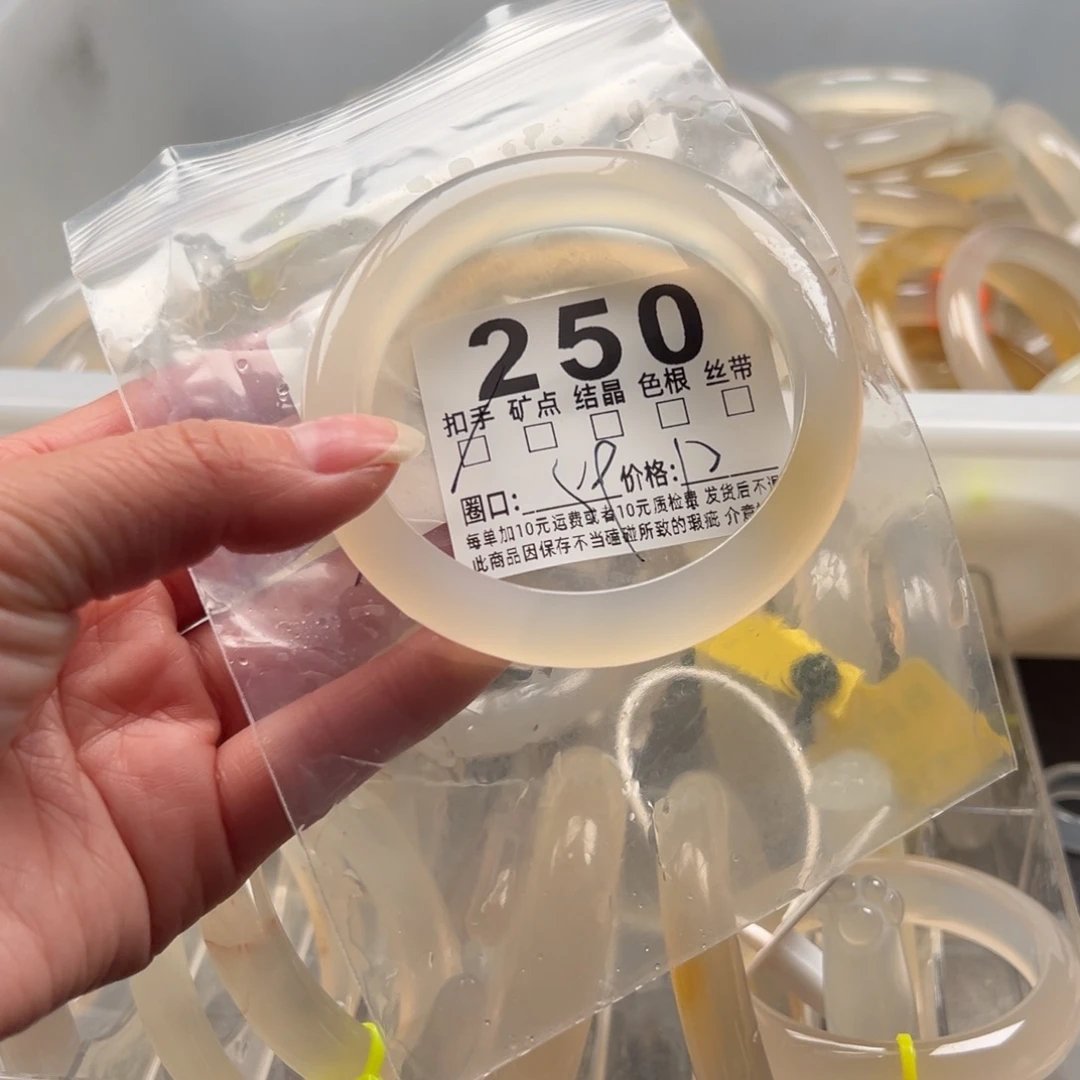 250
扣手 矿点 结晶 色根 丝带
圈口: 58 价格:
每单加10元运费或者10元质检费 发货后不退
此商品因保存不当磕碰所致的瑕疵 介意